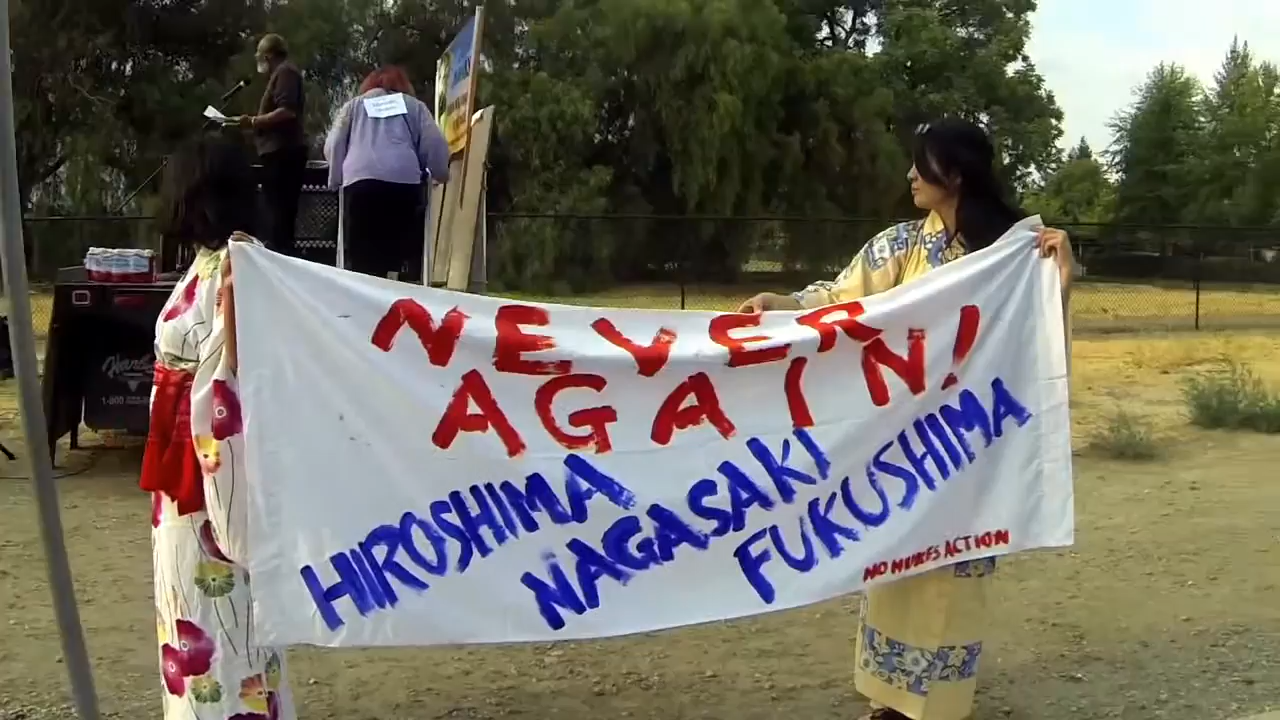 NEVER
AGAIN!
HIROSHIMA
NAGASAKI
FUKUSHIMA
NO NUKES ACTION